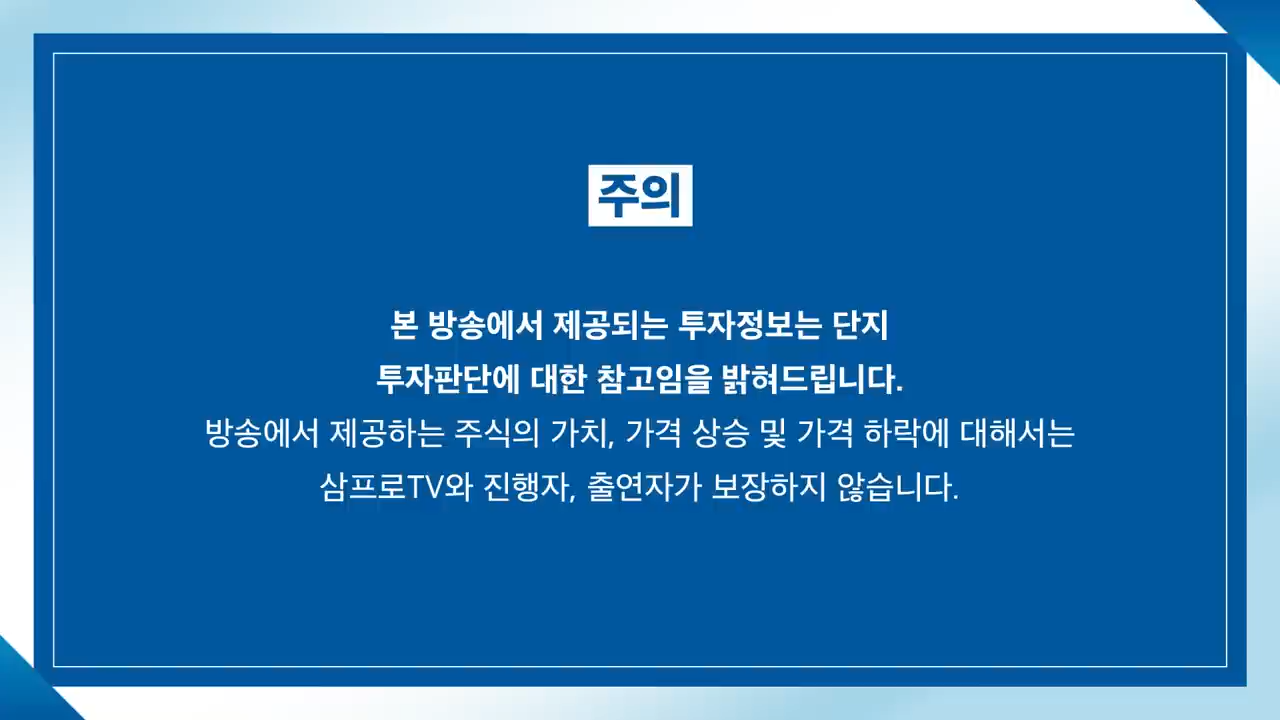 주의
본 방송에서 제공되는 투자정보는 단지
투자판단에 대한 참고임을 밝혀드립니다.
방송에서 제공하는 주식의 가치, 가격 상승 및 가격 하락에 대해서는
삼프로TV와 진행자, 출연자가 보장하지 않습니다.